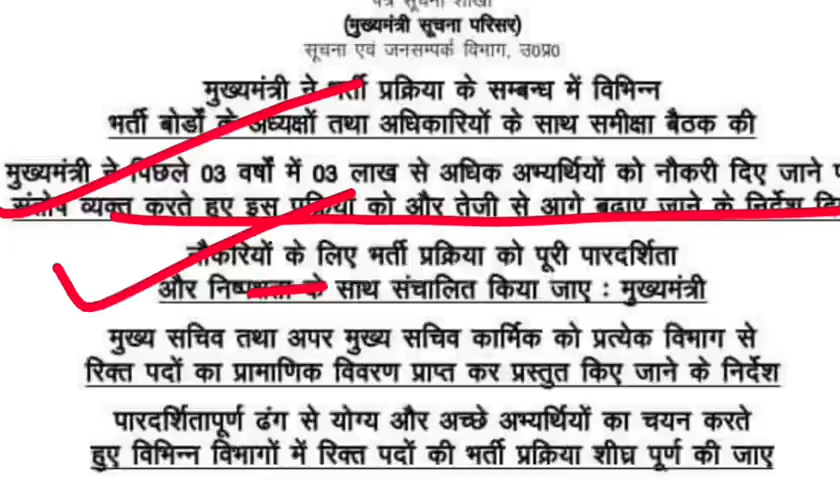 पत्र सूचना शाखा
(मुख्यमंत्री सूचना परिसर)
सूचना एवं जनसम्पर्क विभाग, उ0प्र0
मुख्यमंत्री ने भर्ती प्रक्रिया के सम्बन्ध में विभिन्न
भर्ती बोर्डों के अध्यक्षों तथा अधिकारियों के साथ समीक्षा बैठक की
मुख्यमंत्री ने पिछले 03 वर्षों में 03 लाख से अधिक अभ्यर्थियों को नौकरी दिए जाने
संतोष व्यक्त करते हुए इस प्रक्रिया को और तेजी से आगे बढ़ाए जाने के निर्देश
नौकरियों के लिए भर्ती प्रक्रिया को पूरी पारदर्शिता
और निष्पक्षता के साथ संचालित किया जाए : मुख्यमंत्री
मुख्य सचिव तथा अपर मुख्य सचिव कार्मिक को प्रत्येक विभाग से
रिक्त पदों का प्रामाणिक विवरण प्राप्त कर प्रस्तुत किए जाने के निर्देश
पारदर्शितापूर्ण ढंग से योग्य और अच्छे अभ्यर्थियों का चयन करते
हुए विभिन्न विभागों में रिक्त पदों की भर्ती प्रक्रिया शीघ्र पूर्ण की जाए